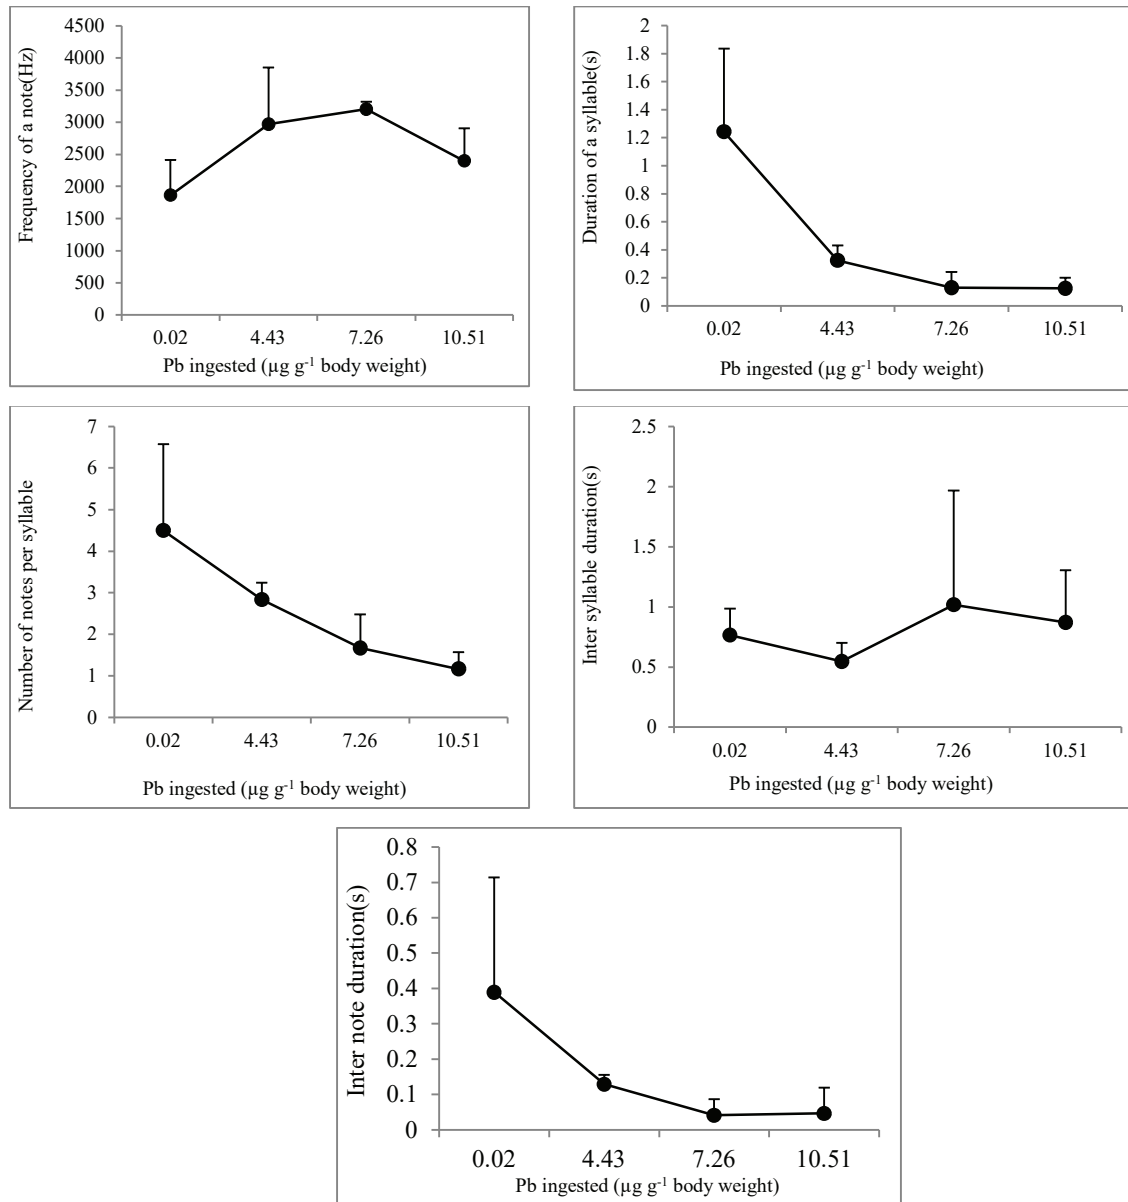 Frequency of a note(Hz)
4500
4000
3500
3000
2500
2000
1500
1000
500
0
0.02 4.43 7.26 10.51
Pb ingested (µg g-1 body weight)
Duration of a syllable(s)
2
1.8
1.6
1.4
1.2
1
0.8
0.6
0.4
0.2
0
0.02 4.43 7.26 10.51
Pb ingested (µg g-1 body weight)
Number of notes per syllable
7
6
5
4
3
2
1
0
0.02 4.43 7.26 10.51
Pb ingested (µg g-1 body weight)
Inter syllable duration(s)
2.5
2
1.5
1
0.5
0
0.02 4.43 7.26 10.51
Pb ingested (µg g-1 body weight)
Inter note duration(s)
0.8
0.7
0.6
0.5
0.4
0.3
0.2
0.1
0
0.02 4.43 7.26 10.51
Pb ingested (µg g-1 body weight)